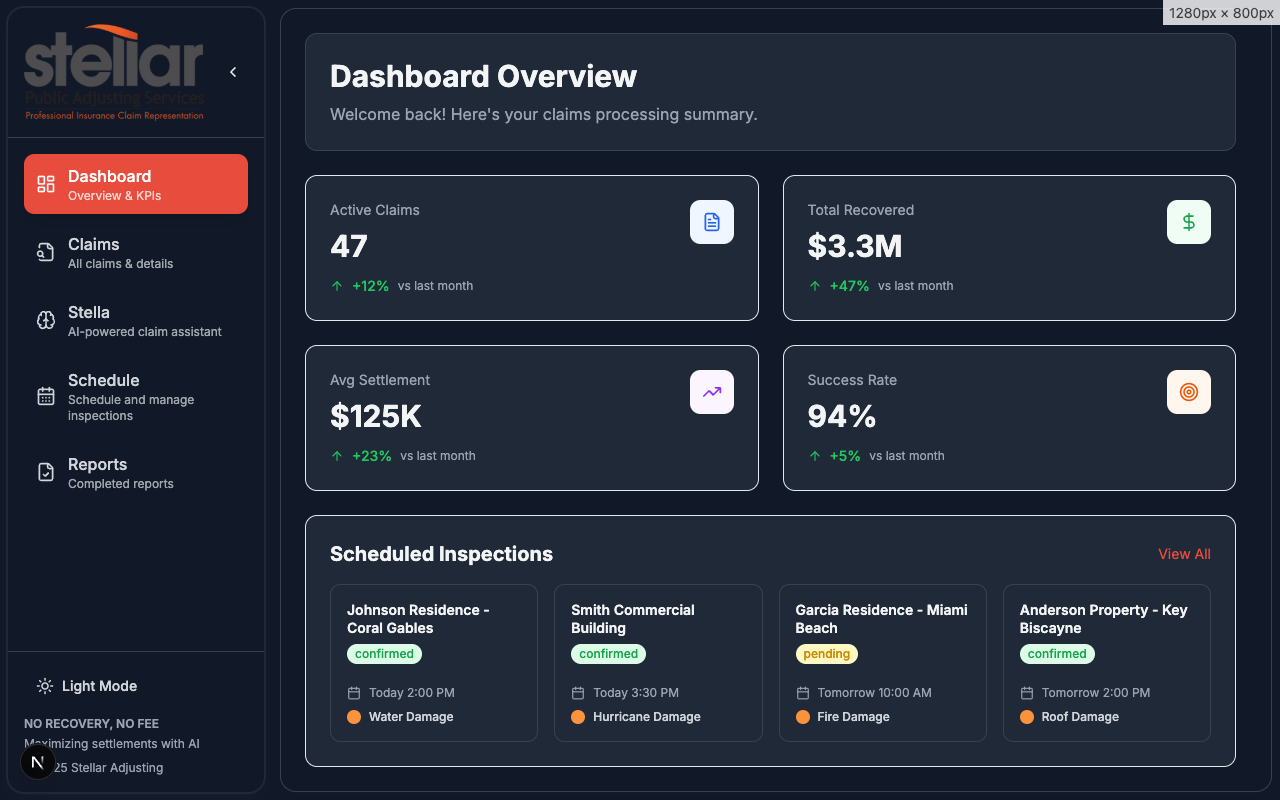 1280px × 800px
stellar
Public Adjusting Services
Professional Insurance Claim Representation
Dashboard
Overview & KPIs
Claims
All claims & details
Stella
AI-powered claim assistant
Schedule
Schedule and manage
inspections
Reports
Completed reports
Light Mode
NO RECOVERY, NO FEE
Maximizing settlements with AI
N
25 Stellar Adjusting
Dashboard Overview
Welcome back! Here's your claims processing summary.
Active Claims
47
+12% vs last month
Total Recovered
$3.3M
+47% vs last month
Avg Settlement
$125K
+23% vs last month
Success Rate
94%
+5% vs last month
Scheduled Inspections
View All
Johnson Residence -
Coral Gables
confirmed
Today 2:00 PM
Water Damage
Smith Commercial
Building
confirmed
Today 3:30 PM
Hurricane Damage
Garcia Residence - Miami
Beach
pending
Tomorrow 10:00 AM
Fire Damage
Anderson Property - Key
Biscayne
confirmed
Tomorrow 2:00 PM
Roof Damage